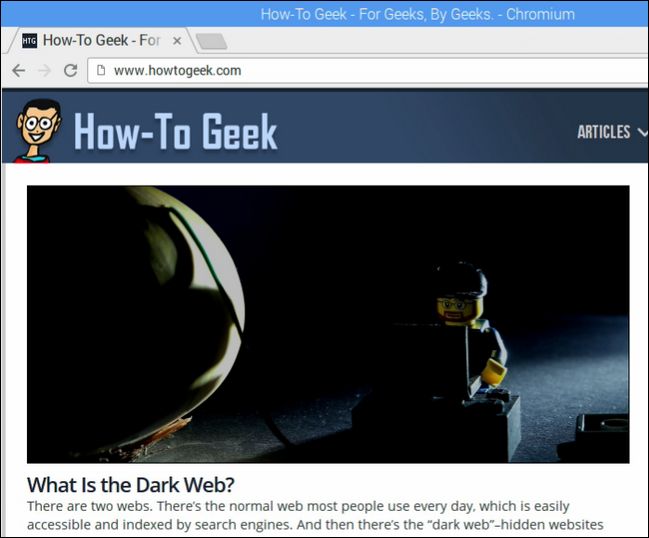 How-To Geek - For Geeks, By Geeks. - Chromium
HTG How-To Geek - For
www.howtogeek.com
How-To Geek
ARTICLES
What Is the Dark Web?
There are two webs. There's the normal web most people use every day, which is easily
accessible and indexed by search engines. And then there's the “dark web”–hidden websites